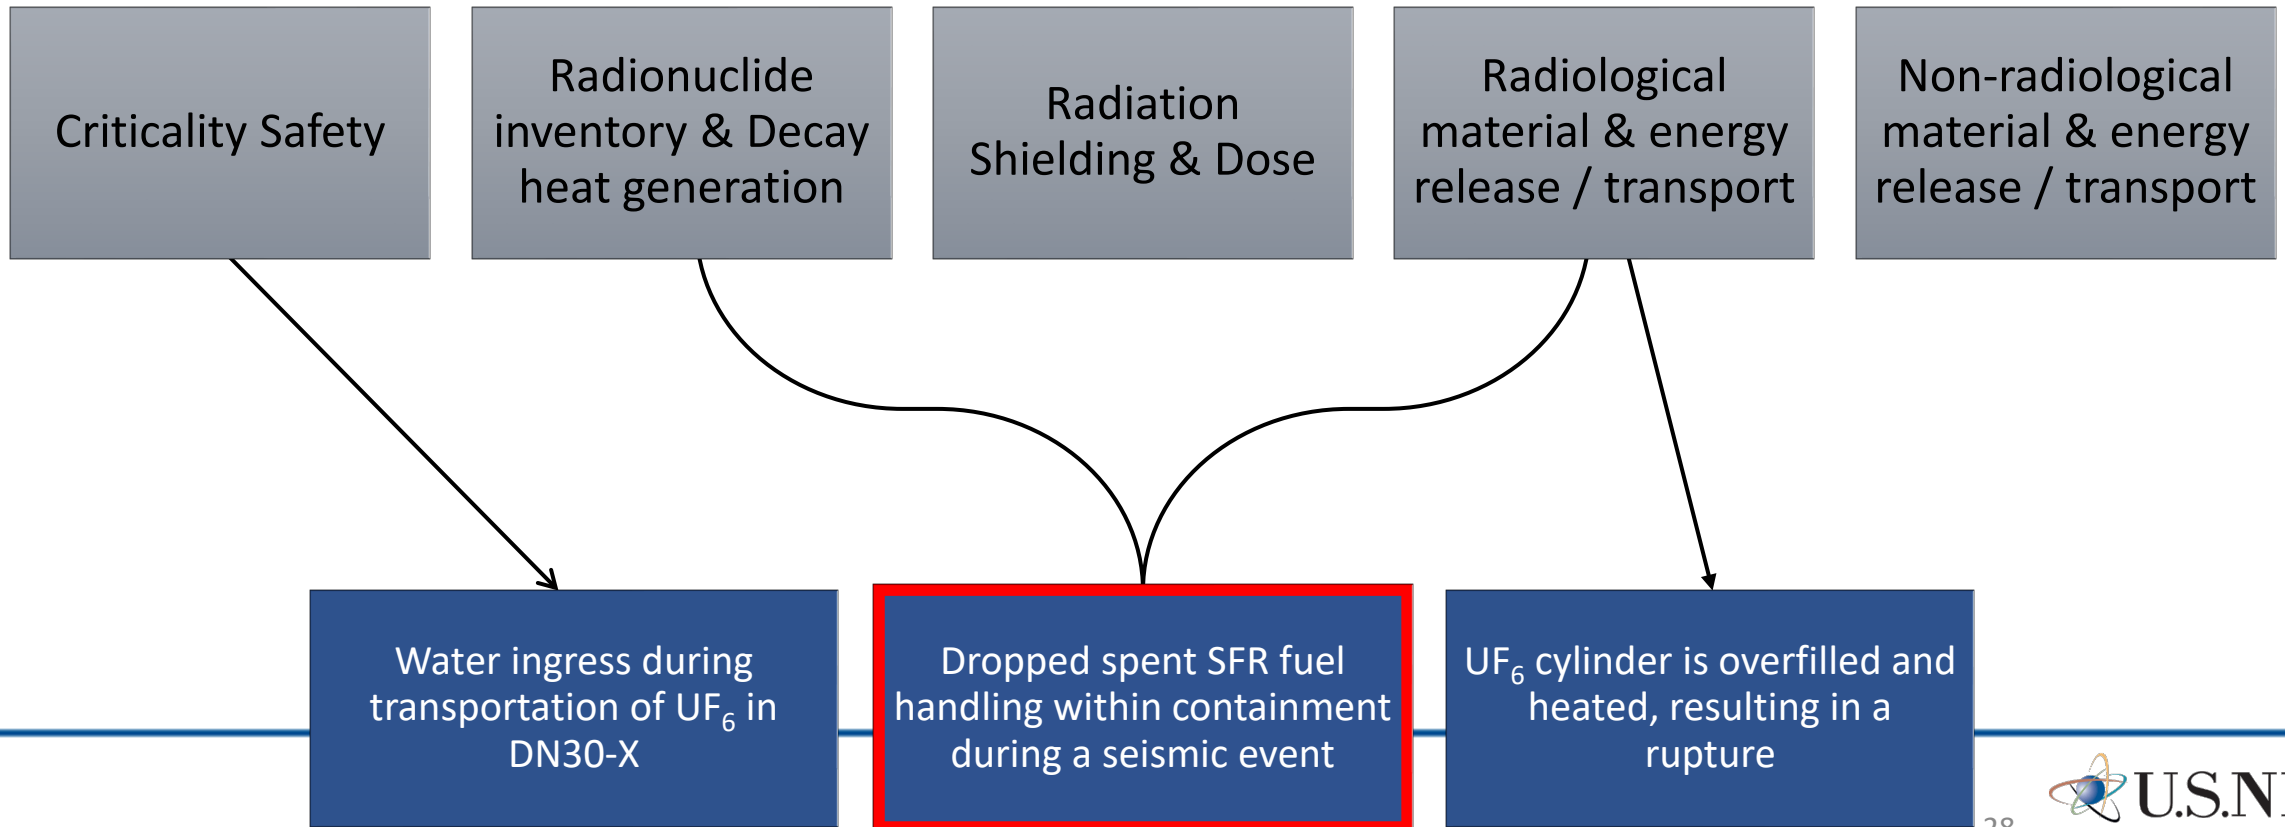 Criticality Safety
Radionuclide
inventory & Decay
heat generation
Radiation
Shielding & Dose
Radiological
material & energy
release / transport
Non-radiological
material & energy
release / transport
Water ingress during
transportation of UF₆ in
DN30-X
Dropped spent SFR fuel
handling within containment
during a seismic event
UF₆ cylinder is overfilled and
heated, resulting in a
rupture
28
U.S.N